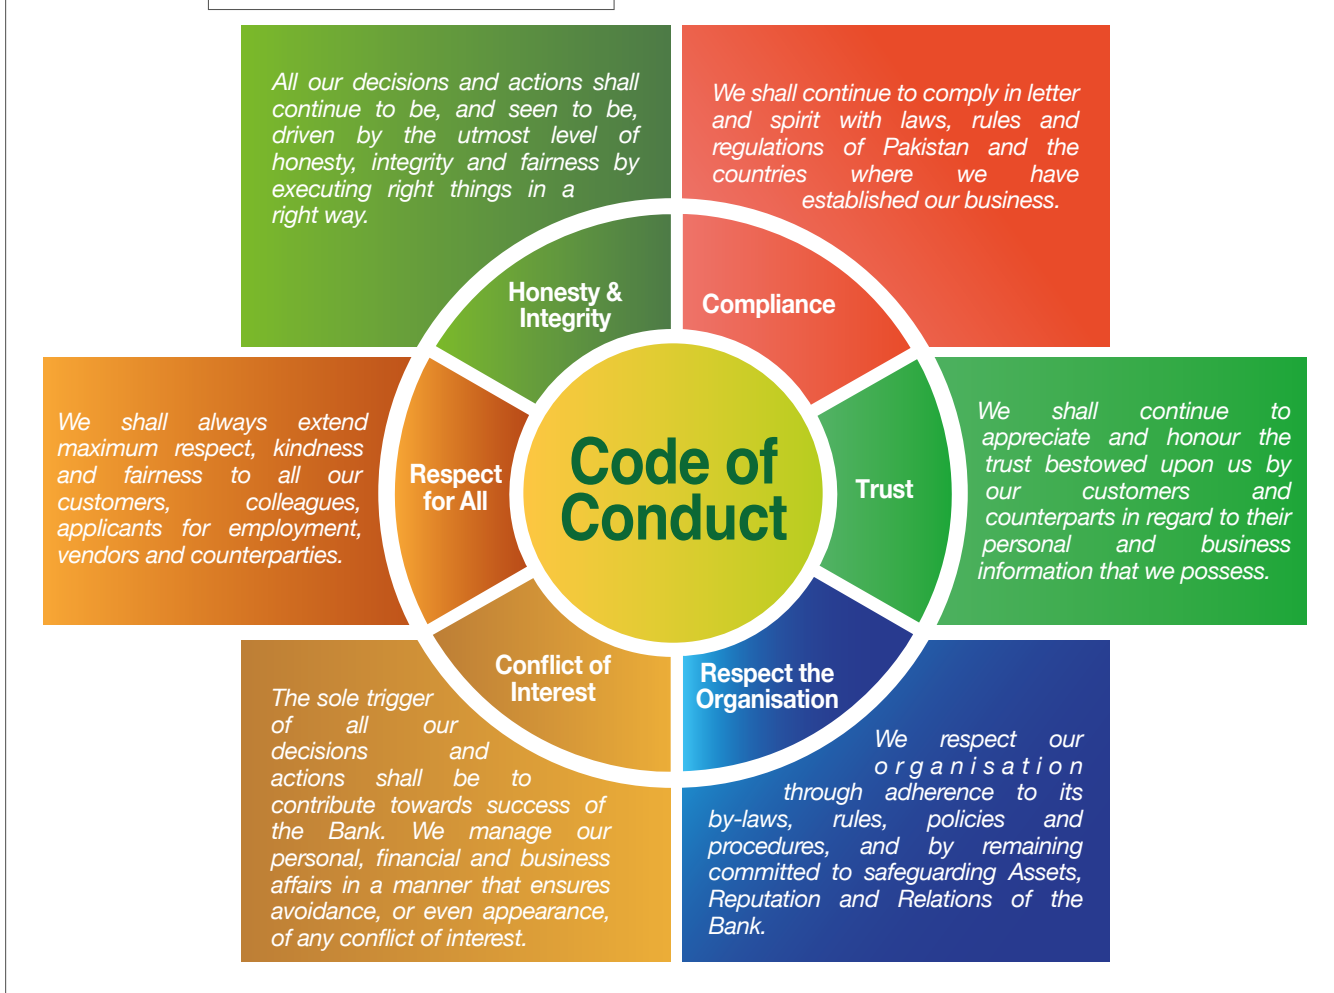 All our decisions and actions shall
continue to be, and seen to be,
driven by the utmost level of
honesty, integrity and fairness by
executing right things in a
right way.
We shall continue to comply in letter
and spirit with laws, rules and
regulations of Pakistan and the
countries where we have
established our business.
Honesty &
Integrity
Compliance
We shall always extend
maximum respect, kindness
and fairness to all our
customers, colleagues,
applicants for employment,
vendors and counterparties.
Respect
for All
Code of
Conduct
Trust
We shall continue to
appreciate and honour the
trust bestowed upon us by
our customers and
counterparts in regard to their
personal and business
information that we possess.
Conflict of
Interest
Respect the
Organisation
The sole trigger
of all our
decisions and
actions shall be to
contribute towards success of
the Bank. We manage our
personal, financial and business
affairs in a manner that ensures
avoidance, or even appearance,
of any conflict of interest.
We respect our
organisation
through adherence to its
by-laws, rules, policies and
procedures, and by remaining
committed to safeguarding Assets,
Reputation and Relations of the
Bank.